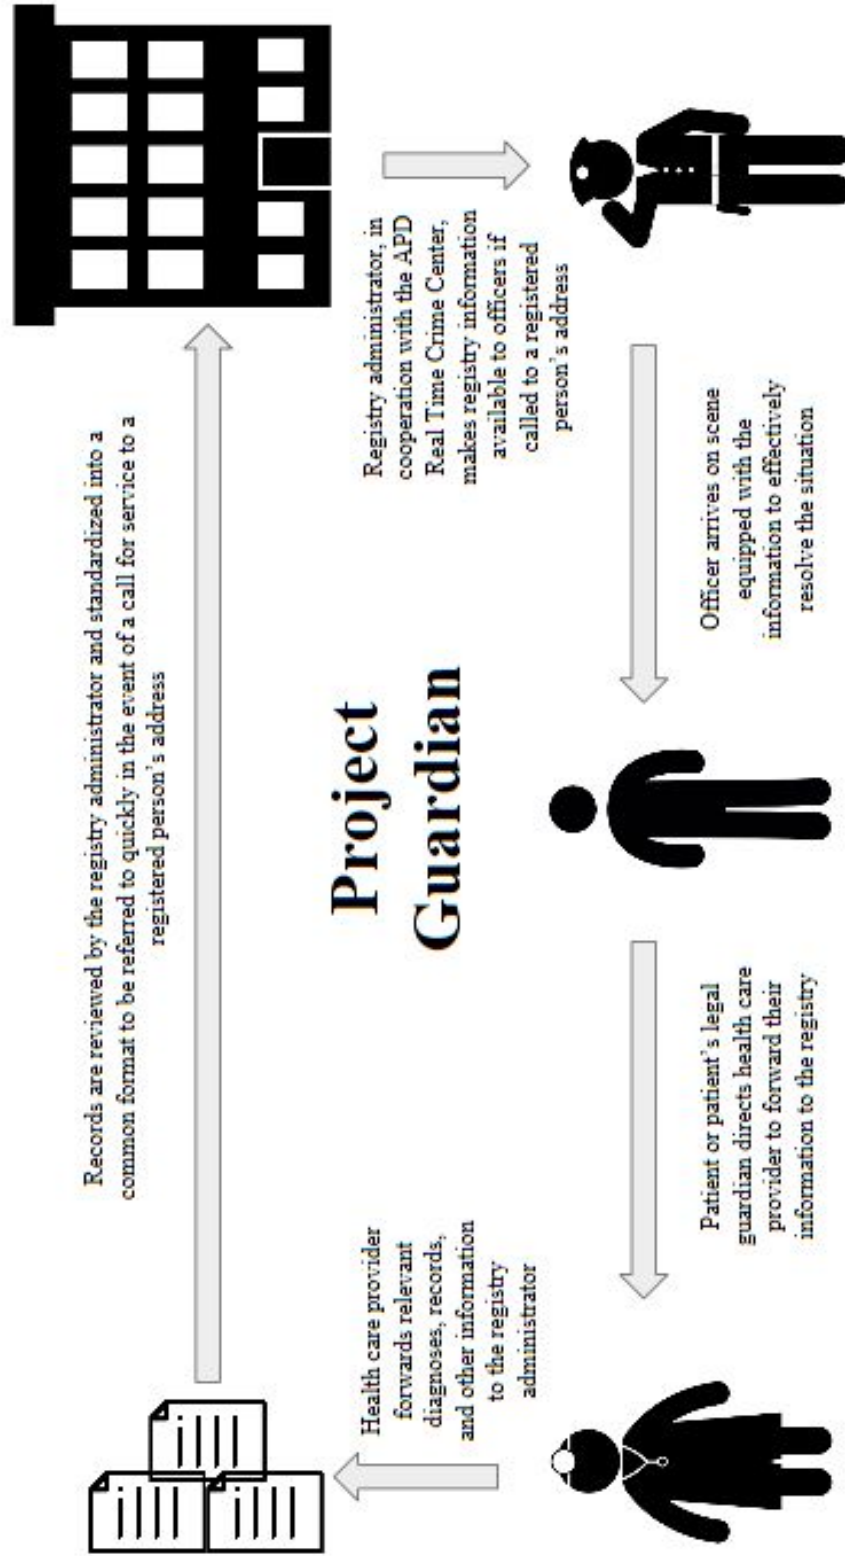 Records are reviewed by the registry administrator and standardized into a
common format to be referred to quickly in the event of a call for service to a
registered person's address
Project
Guardian
Health care provider
forwards relevant
diagnoses, records,
and other information
to the registry
administrator
Registry administrator, in
cooperation with the APD
Real Time Crime Center,
makes registry information
available to officers if
called to a registered
person's address
Patient or patient's legal
guardian directs health care
provider to forward their
information to the registry
Officer arrives on scene
equipped with the
information to effectively
resolve the situation